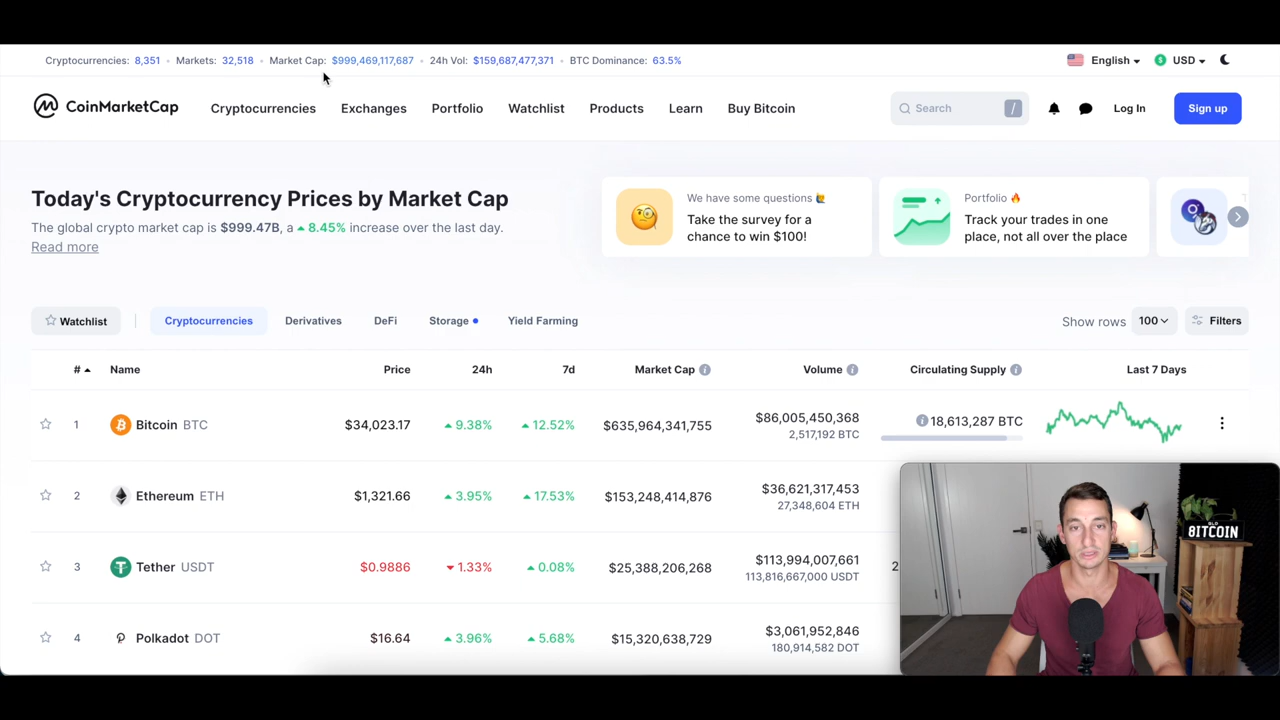 Cryptocurrencies: 8,351 • Markets: 32,518 • Market Cap: $999,469,117,687 • 24h Vol: $159,687,477,371 • BTC Dominance: 63.5% English USD
CoinMarketCap Cryptocurrencies Exchanges Portfolio Watchlist Products Learn Buy Bitcoin Search / Log In Sign up
Today's Cryptocurrency Prices by Market Cap
The global crypto market cap is $999.47B, a 8.45% increase over the last day.
Read more
We have some questions
Take the survey for a
chance to win $100!
Portfolio
Track your trades in one
place, not all over the place
Watchlist Cryptocurrencies Derivatives DeFi Storage Yield Farming Show rows 100 Filters
# Name Price 24h 7d Market Cap Volume Circulating Supply Last 7 Days
1 Bitcoin BTC $34,023.17 9.38% 12.52% $635,964,341,755 $86,005,450,368 18,613,287 BTC
2,517,192 BTC
2 Ethereum ETH $1,321.66 3.95% 17.53% $153,248,414,876 $36,621,317,453
27,348,604 ETH
3 Tether USDT $0.9886 1.33% 0.08% $25,388,206,268 $113,994,007,661 2
113,816,667,000 USDT
4 Polkadot DOT $16.64 3.96% 5.68% $15,320,638,729 $3,061,952,846
180,914,582 DOT
BITCOIN